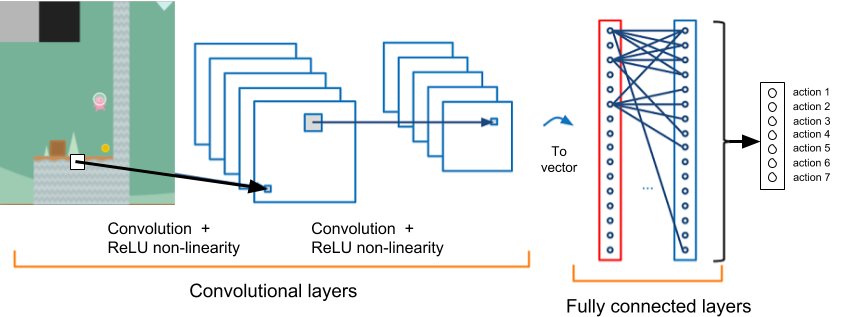 Convolution +
ReLU non-linearity
Convolution +
ReLU non-linearity
Convolutional layers
To
vector
...
Fully connected layers
action 1
action 2
action 3
action 4
action 5
action 6
action 7